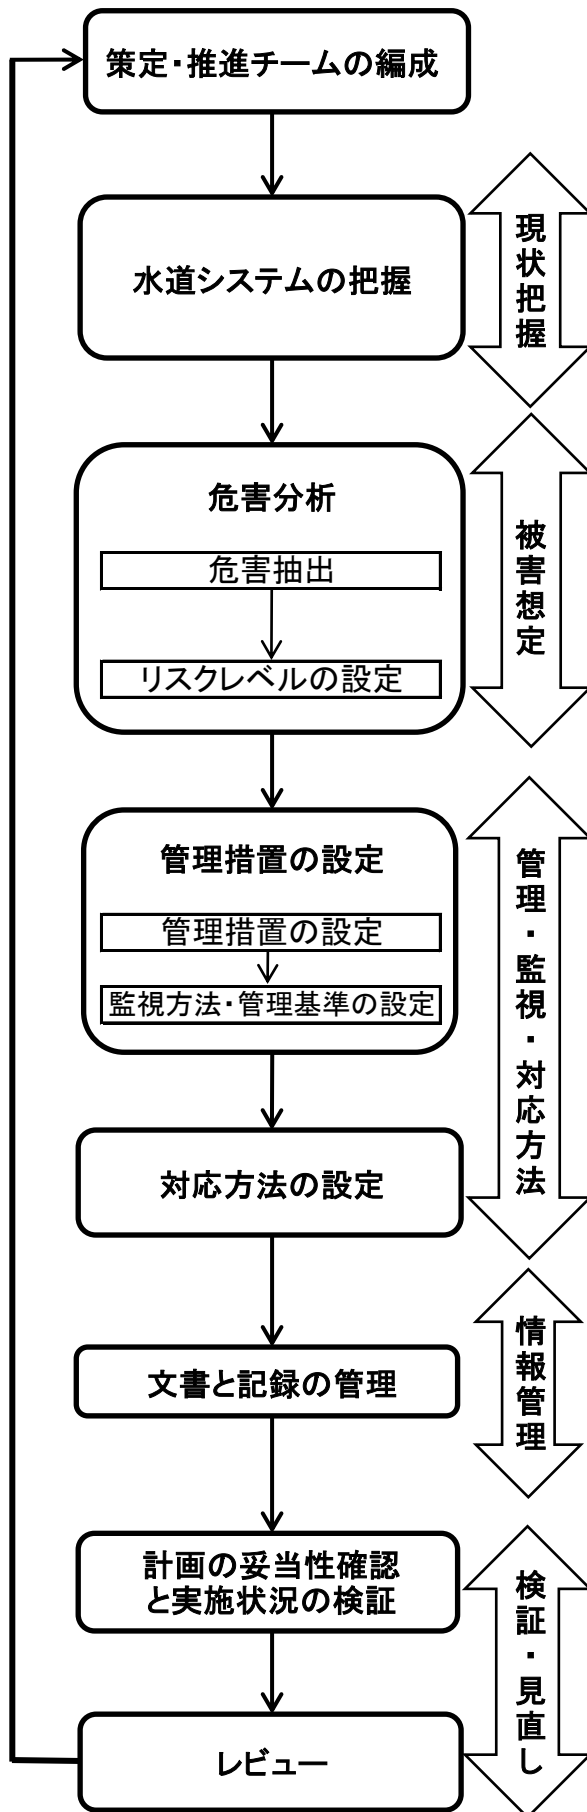 策定・推進チームの編成
水道システムの把握
現状把握
危害分析
危害抽出
リスクレベルの設定
被害想定
管理措置の設定
管理措置の設定
監視方法・管理基準の設定
対応方法の設定
管理・監視・対応方法
文書と記録の管理
情報管理
計画の妥当性確認
と実施状況の検証
レビュー
検証・見直し